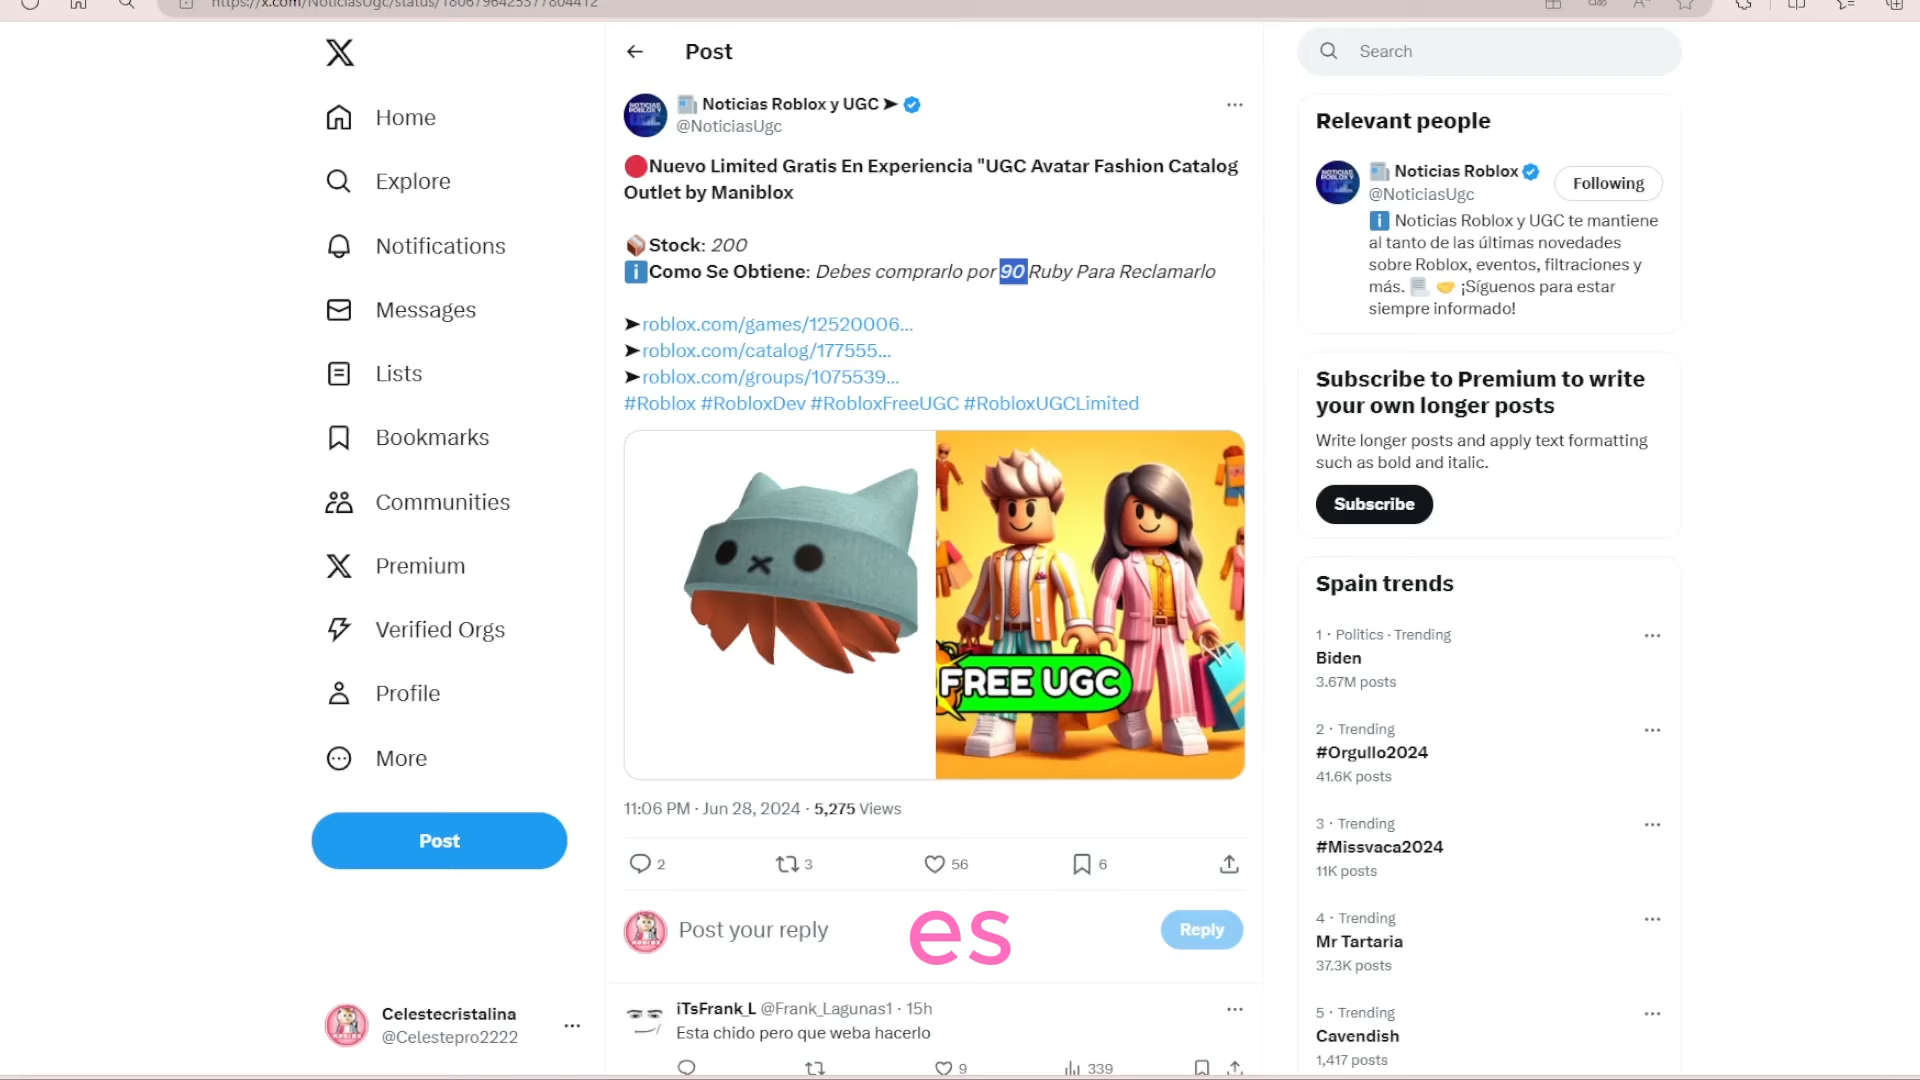 https://x.com/NoticiasUgc/status/1806796425377804412
Home
Explore
Notifications
Messages
Lists
Bookmarks
Communities
Premium
Verified Orgs
Profile
More
Post
Celestecristalina
@Celestepro2222
Post
Noticias Roblox y UGC ➤
@NoticiasUgc
🔴Nuevo Limited Gratis En Experiencia "UGC Avatar Fashion Catalog
Outlet by Maniblox
Stock: 200
Como Se Obtiene: Debes comprarlo por 90 Ruby Para Reclamarlo
➤roblox.com/games/12520006...
➤roblox.com/catalog/177555...
➤roblox.com/groups/1075539...
#Roblox #RobloxDev #RobloxFreeUGC #RobloxUGCLimited
FREE UGC
11:06 PM · Jun 28, 2024 · 5,275 Views
2 3 56 6
Post your reply
es
Reply
iTsFrank_L @Frank_Lagunas1 · 15h
Esta chido pero que weba hacerlo
9 339
Search
Relevant people
Noticias Roblox
@NoticiasUgc
Following
Noticias Roblox y UGC te mantiene
al tanto de las últimas novedades
sobre Roblox, eventos, filtraciones y
más. 📃 🤝 ¡Síguenos para estar
siempre informado!
Subscribe to Premium to write
your own longer posts
Write longer posts and apply text formatting
such as bold and italic.
Subscribe
Spain trends
1 · Politics · Trending
Biden
3.67M posts
2 · Trending
#Orgullo2024
41.6K posts
3 · Trending
#Missvaca2024
11K posts
4 · Trending
Mr Tartaria
37.3K posts
5 · Trending
Cavendish
1,417 posts